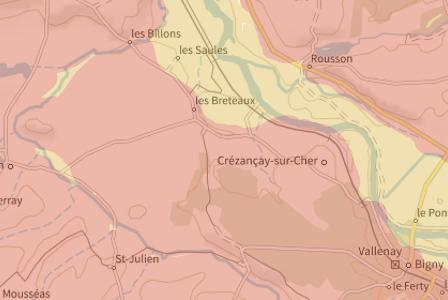 les Billons
les Saules
Rousson
les Breteaux
Crézançay-sur-Cher
n
erray
le Pon
Vallenay
Bigny
St-Julien
le Ferty
Mousséas